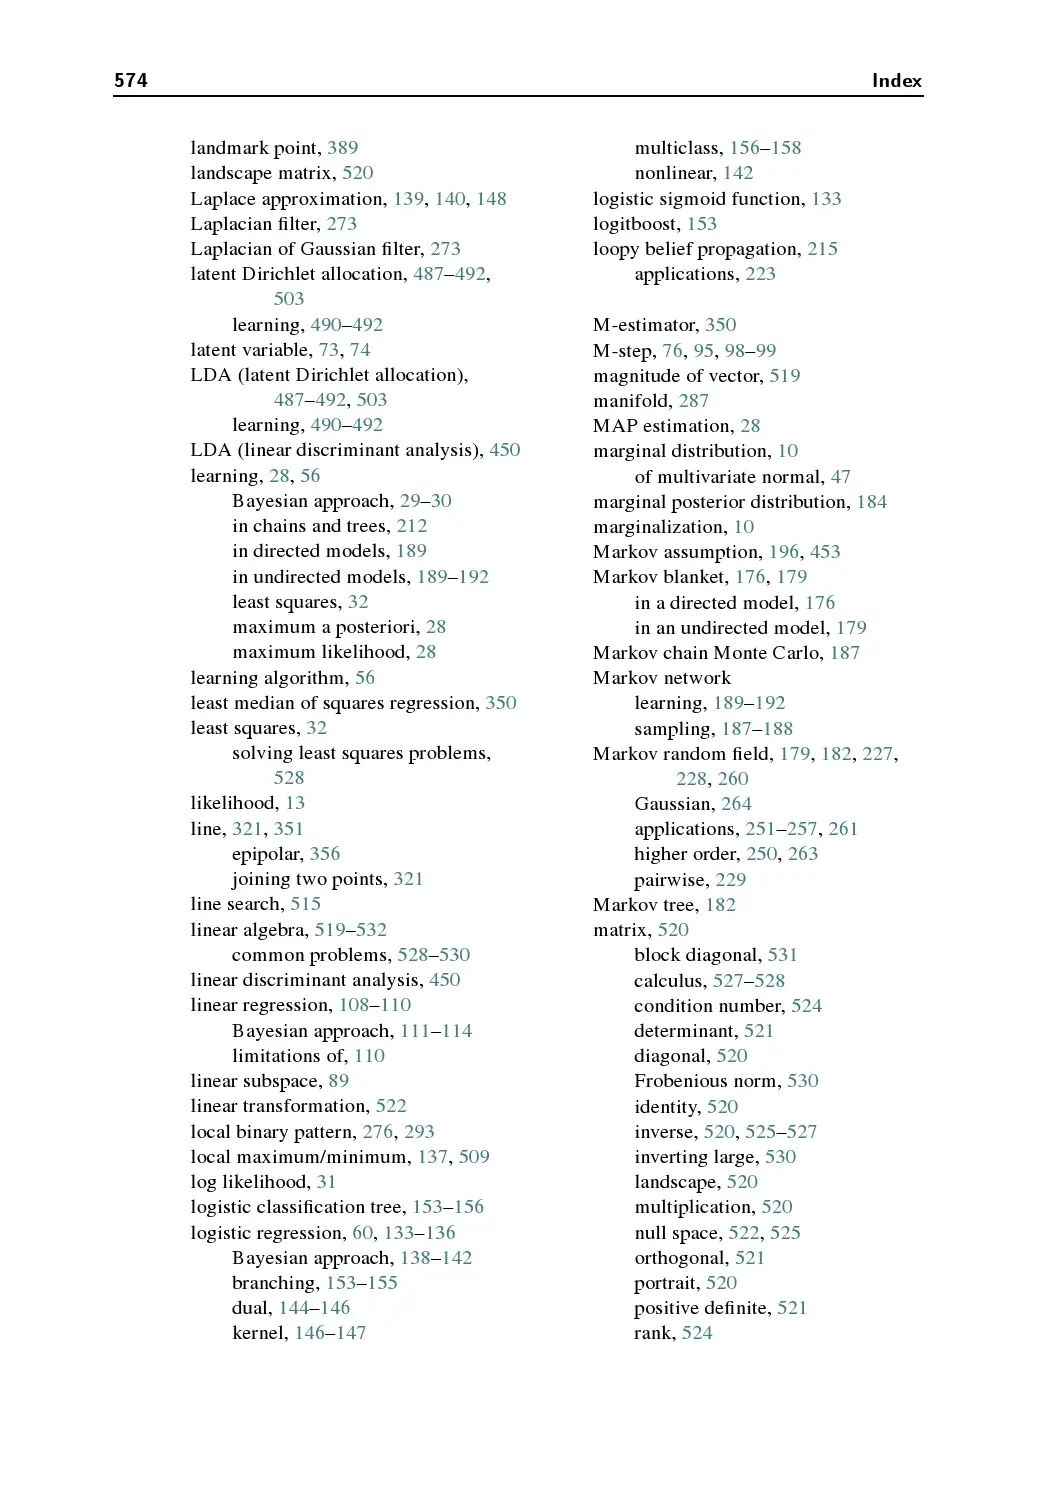 574 Index
landmark point, 389
landscape matrix, 520
Laplace approximation, 139, 140, 148
Laplacian filter, 273
Laplacian of Gaussian filter, 273
latent Dirichlet allocation, 487–492,
503
learning, 490–492
latent variable, 73, 74
LDA (latent Dirichlet allocation),
487–492, 503
learning, 490–492
LDA (linear discriminant analysis), 450
learning, 28, 56
Bayesian approach, 29–30
in chains and trees, 212
in directed models, 189
in undirected models, 189–192
least squares, 32
maximum a posteriori, 28
maximum likelihood, 28
learning algorithm, 56
least median of squares regression, 350
least squares, 32
solving least squares problems,
528
likelihood, 13
line, 321, 351
epipolar, 356
joining two points, 321
line search, 515
linear algebra, 519–532
common problems, 528–530
linear discriminant analysis, 450
linear regression, 108–110
Bayesian approach, 111–114
limitations of, 110
linear subspace, 89
linear transformation, 522
local binary pattern, 276, 293
local maximum/minimum, 137, 509
log likelihood, 31
logistic classification tree, 153–156
logistic regression, 60, 133–136
Bayesian approach, 138–142
branching, 153–155
dual, 144–146
kernel, 146–147
multiclass, 156–158
nonlinear, 142
logistic sigmoid function, 133
logitboost, 153
loopy belief propagation, 215
applications, 223
M-estimator, 350
M-step, 76, 95, 98–99
magnitude of vector, 519
manifold, 287
MAP estimation, 28
marginal distribution, 10
of multivariate normal, 47
marginal posterior distribution, 184
marginalization, 10
Markov assumption, 196, 453
Markov blanket, 176, 179
in a directed model, 176
in an undirected model, 179
Markov chain Monte Carlo, 187
Markov network
learning, 189–192
sampling, 187–188
Markov random field, 179, 182, 227,
228, 260
Gaussian, 264
applications, 251–257, 261
higher order, 250, 263
pairwise, 229
Markov tree, 182
matrix, 520
block diagonal, 531
calculus, 527–528
condition number, 524
determinant, 521
diagonal, 520
Frobenious norm, 530
identity, 520
inverse, 520, 525–527
inverting large, 530
landscape, 520
multiplication, 520
null space, 522, 525
orthogonal, 521
portrait, 520
positive definite, 521
rank, 524